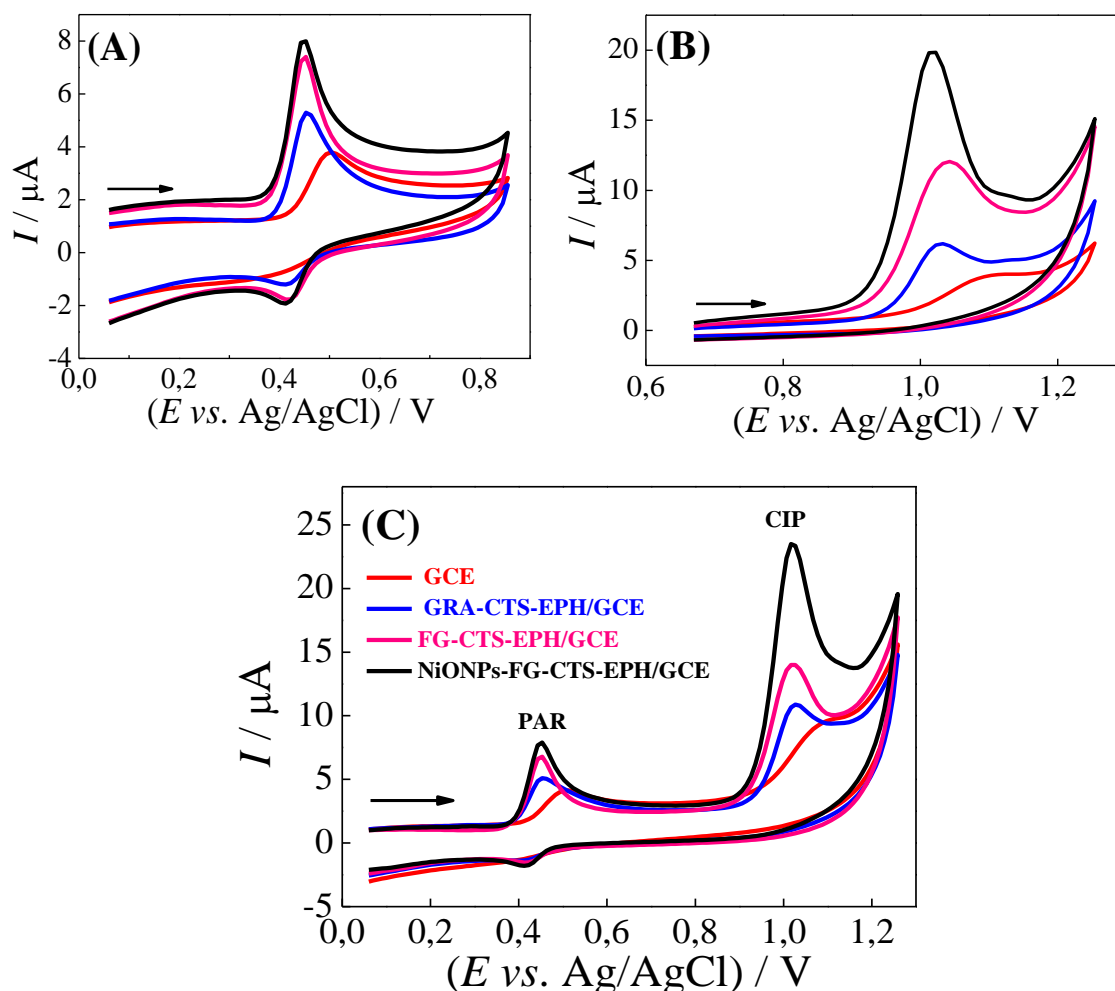 (A)
8
6
4
2
0
-2
-4
I / μA
0,0 0,2 0,4 0,6 0,8
(E vs. Ag/AgCl) / V
(B)
20
15
10
5
0
I / μA
0,6 0,8 1,0 1,2
(E vs. Ag/AgCl) / V
(C)
25
20
15
10
5
0
-5
I / μA
CIP
GCE
GRA-CTS-EPH/GCE
FG-CTS-EPH/GCE
NiONPs-FG-CTS-EPH/GCE
PAR
0,0 0,2 0,4 0,6 0,8 1,0 1,2
(E vs. Ag/AgCl) / V